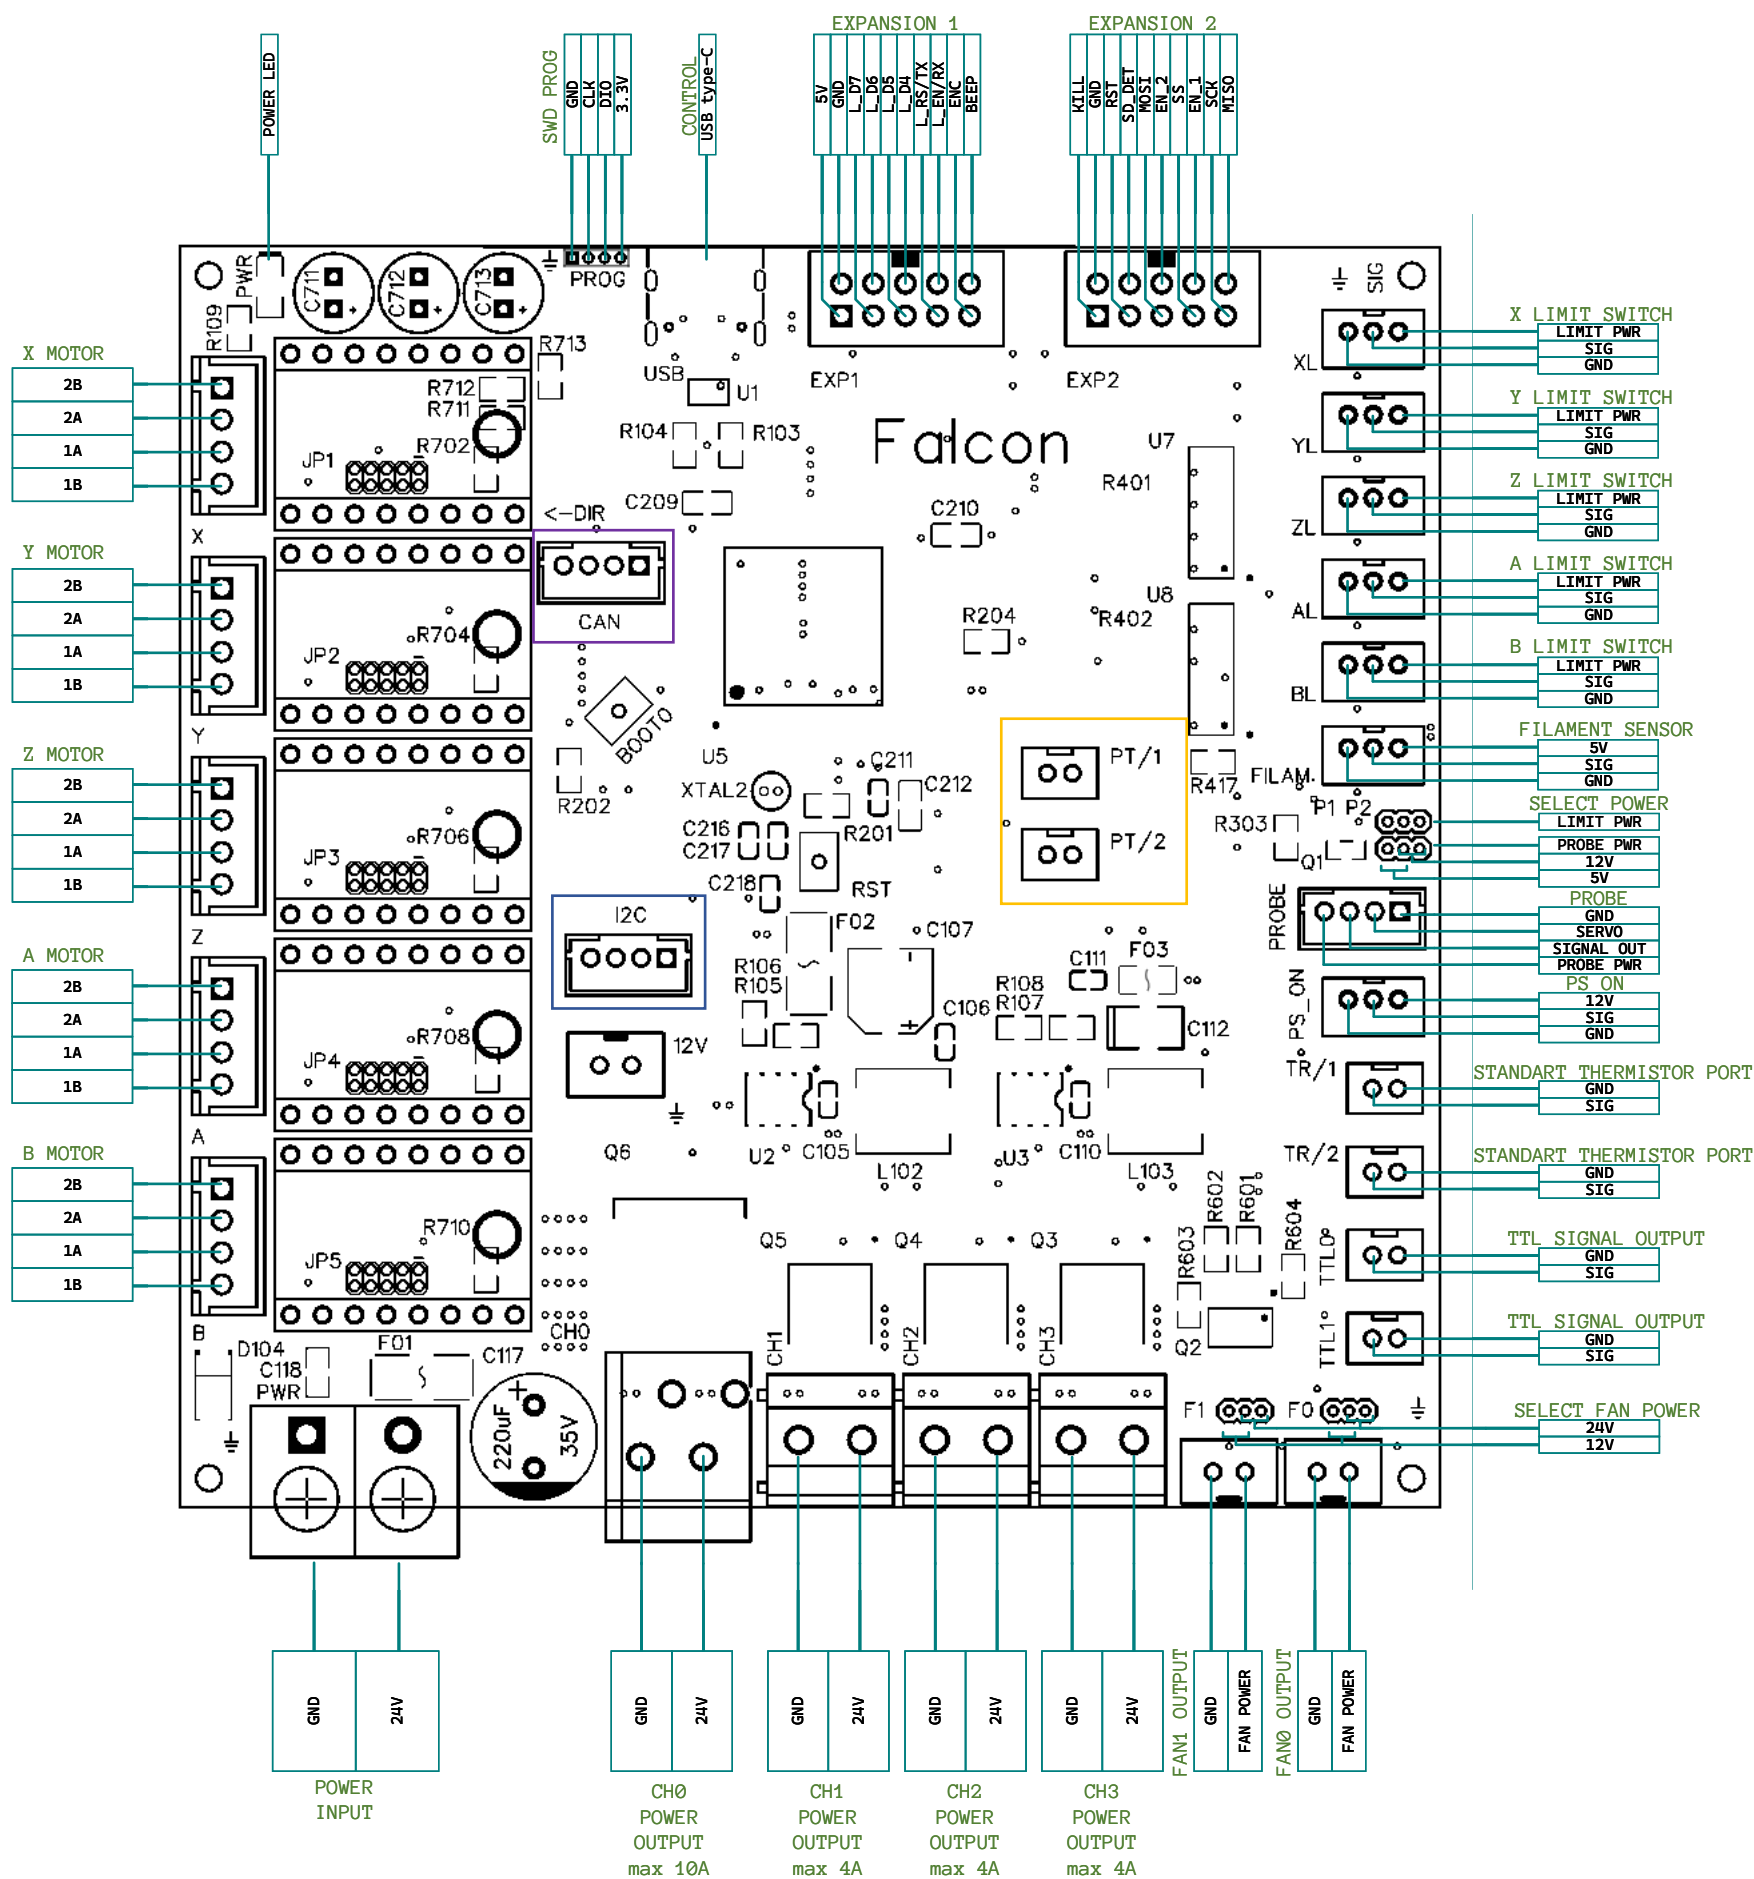 EXPANSION 1
EXPANSION 2
POWER LED
SWD PROG
GND
CLK
DIO
3.3V
CONTROL
USB type-C
5V
GND
L_D7
L_D6
L_D5
L_D4
L_RS/TX
L_EN/RX
ENC
BEEP
KILL
GND
RST
SD_DET
MOSI
EN_2
SS
EN_1
SCK
MISO
X MOTOR
2B
2A
1A
1B
Y MOTOR
2B
2A
1A
1B
Z MOTOR
2B
2A
1A
1B
A MOTOR
2B
2A
1A
1B
B MOTOR
2B
2A
1A
1B
PWR
R109
C711
C712
C713
+
+
+
PROG
R713
R712
R711
R702
JP1
X
<-DIR
USB
U1
R104
R103
C209
EXP1
EXP2
Falcon
C210
U7
R401
U8
R402
R204
CAN
R704
JP2
Y
BOOT0
R202
U5
XTAL2
C211
C212
R201
C216
C217
C218
RST
PT/1
PT/2
R417
R303
Q1
R706
JP3
Z
I2C
F02
C107
R106
R105
C106
C111
F03
R108
R107
C112
12V
R708
JP4
A
Q6
U2
C105
L102
U3
C110
L103
R710
JP5
B
Q5
Q4
Q3
R603
R602
R601
R604
Q2
CH0
CH1
CH2
CH3
D104
C118
PWR
F01
C117
+
220uF
35V
F1
F0
SIG
XL
YL
ZL
AL
BL
FILAM.
P1 P2
PROBE
PS_ON
TR/1
TR/2
TTL0
TTL1
X LIMIT SWITCH
LIMIT PWR
SIG
GND
Y LIMIT SWITCH
LIMIT PWR
SIG
GND
Z LIMIT SWITCH
LIMIT PWR
SIG
GND
A LIMIT SWITCH
LIMIT PWR
SIG
GND
B LIMIT SWITCH
LIMIT PWR
SIG
GND
FILAMENT SENSOR
5V
SIG
GND
SELECT POWER
LIMIT PWR
PROBE PWR
12V
5V
PROBE
GND
SERVO
SIGNAL OUT
PROBE PWR
PS ON
12V
SIG
GND
STANDART THERMISTOR PORT
GND
SIG
STANDART THERMISTOR PORT
GND
SIG
TTL SIGNAL OUTPUT
GND
SIG
TTL SIGNAL OUTPUT
GND
SIG
SELECT FAN POWER
24V
12V
GND
24V
POWER
INPUT
GND
24V
CH0
POWER
OUTPUT
max 10A
GND
24V
CH1
POWER
OUTPUT
max 4A
GND
24V
CH2
POWER
OUTPUT
max 4A
GND
24V
CH3
POWER
OUTPUT
max 4A
FAN1 OUTPUT
GND
FAN POWER
FAN0 OUTPUT
GND
FAN POWER